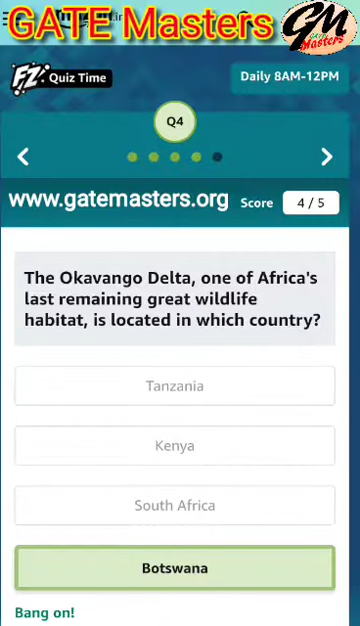 GATE Masters
GM
GATE
Masters
FZ Quiz Time
Daily 8AM-12PM
Q4
www.gatemasters.org
Score 4 / 5
The Okavango Delta, one of Africa's
last remaining great wildlife
habitat, is located in which country?
Tanzania
Kenya
South Africa
Botswana
Bang on!